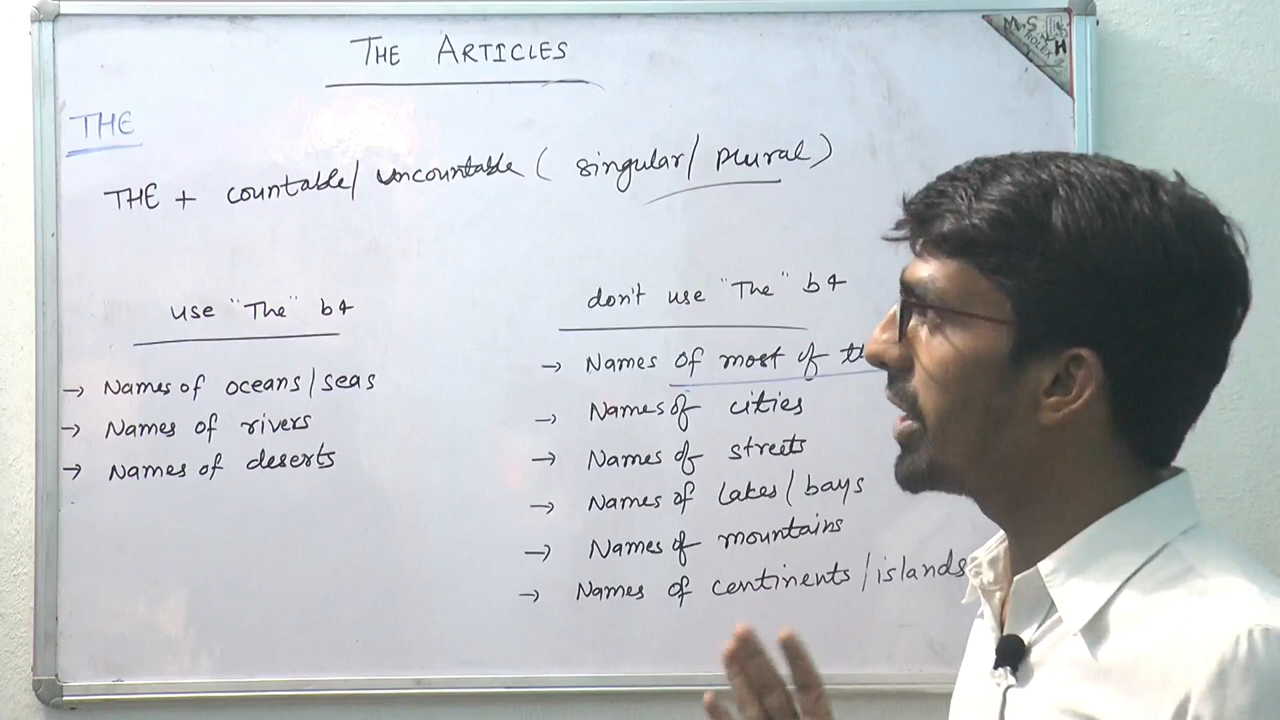 THE ARTICLES
THE
THE + countable/uncountable (singular/plural)
use "The" b4
→ Names of oceans/seas
→ Names of rivers
→ Names of deserts
don't use "The" b4
→ Names of most of
→ Names of cities
→ Names of streets
→ Names of lakes/bays
→ Names of mountains
→ Names of continents/islands